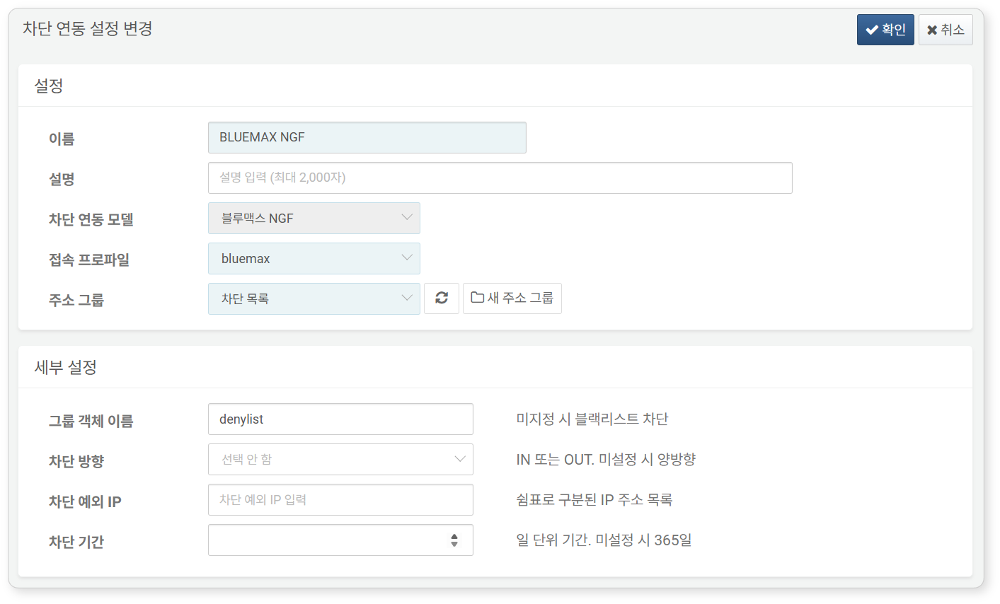 차단 연동 설정 변경
확인 취소
설정
이름 BLUEMAX NGF
설명 설명 입력 (최대 2,000자)
차단 연동 모델 블루맥스 NGF
접속 프로파일 bluemax
주소 그룹 차단 목록 새 주소 그룹
세부 설정
그룹 객체 이름 denylist 미지정 시 블랙리스트 차단
차단 방향 선택 안 함 IN 또는 OUT. 미설정 시 양방향
차단 예외 IP 차단 예외 IP 입력 쉼표로 구분된 IP 주소 목록
차단 기간 일 단위 기간. 미설정 시 365일